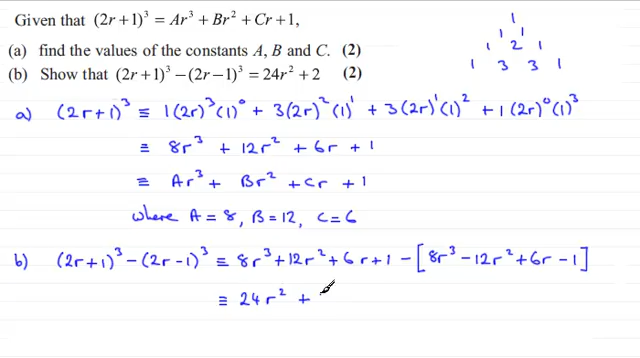 Given that (2r+1)³ = Ar³ + Br² + Cr + 1,
(a) find the values of the constants A, B and C. (2)
(b) Show that (2r+1)³ – (2r–1)³ = 24r² + 2 (2)
1
1 1
1 2 1
1 3 3 1
a) (2r+1)³ ≡ 1(2r)³(1)⁰ + 3(2r)²(1)¹ + 3(2r)¹(1)² + 1(2r)⁰(1)³
≡ 8r³ + 12r² + 6r + 1
≡ Ar³ + Br² + Cr + 1
where A = 8, B = 12, C = 6
b) (2r+1)³ – (2r–1)³ ≡ 8r³ + 12r² + 6r + 1 – [8r³ – 12r² + 6r – 1]
≡ 24r² +